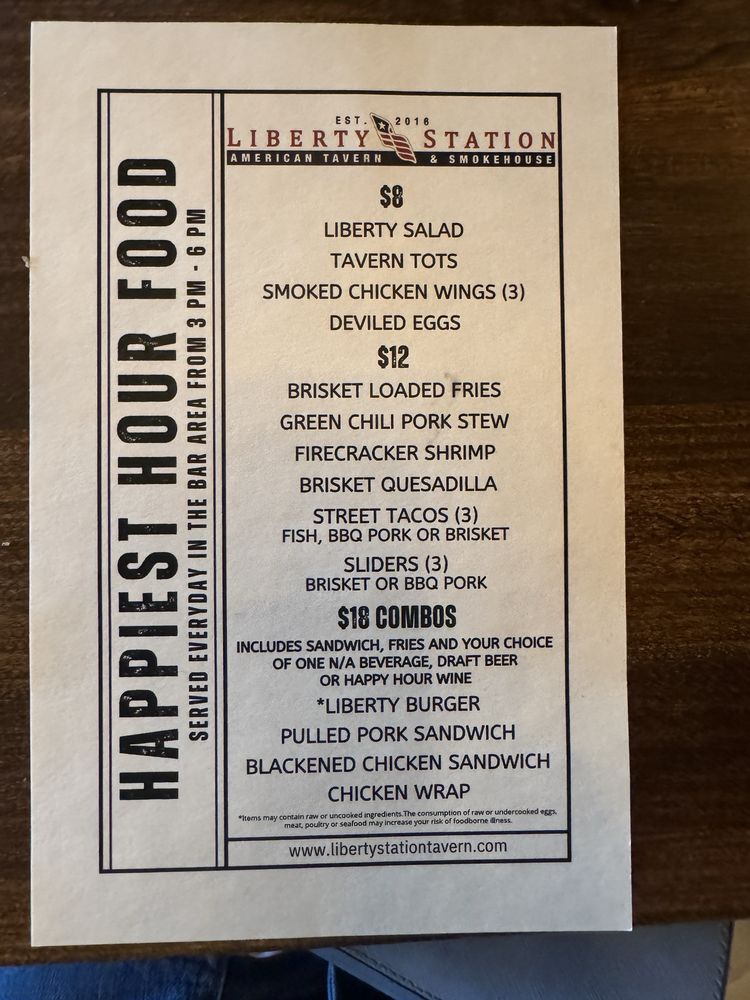 HAPPIEST HOUR FOOD
SERVED EVERYDAY IN THE BAR AREA FROM 3 PM - 6 PM
EST. 2016
LIBERTY STATION
AMERICAN TAVERN & SMOKEHOUSE
$8
LIBERTY SALAD
TAVERN TOTS
SMOKED CHICKEN WINGS (3)
DEVILED EGGS
$12
BRISKET LOADED FRIES
GREEN CHILI PORK STEW
FIRECRACKER SHRIMP
BRISKET QUESADILLA
STREET TACOS (3)
FISH, BBQ PORK OR BRISKET
SLIDERS (3)
BRISKET OR BBQ PORK
$18 COMBOS
INCLUDES SANDWICH, FRIES AND YOUR CHOICE
OF ONE N/A BEVERAGE, DRAFT BEER
OR HAPPY HOUR WINE
*LIBERTY BURGER
PULLED PORK SANDWICH
BLACKENED CHICKEN SANDWICH
CHICKEN WRAP
*Items may contain raw or uncooked ingredients.The consumption of raw or undercooked eggs,
meat, poultry or seafood may increase your risk of foodborne illness.
www.libertystationtavern.com